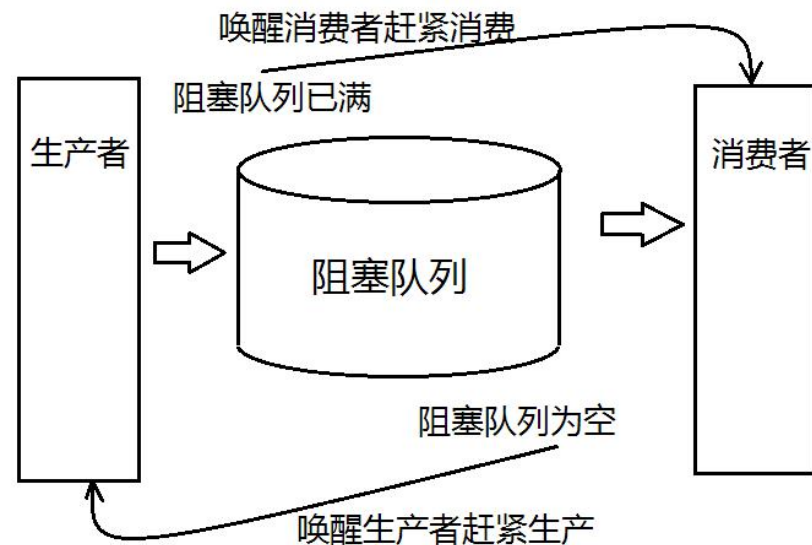 唤醒消费者赶紧消费
阻塞队列已满
生产者
消费者
阻塞队列
阻塞队列为空
唤醒生产者赶紧生产